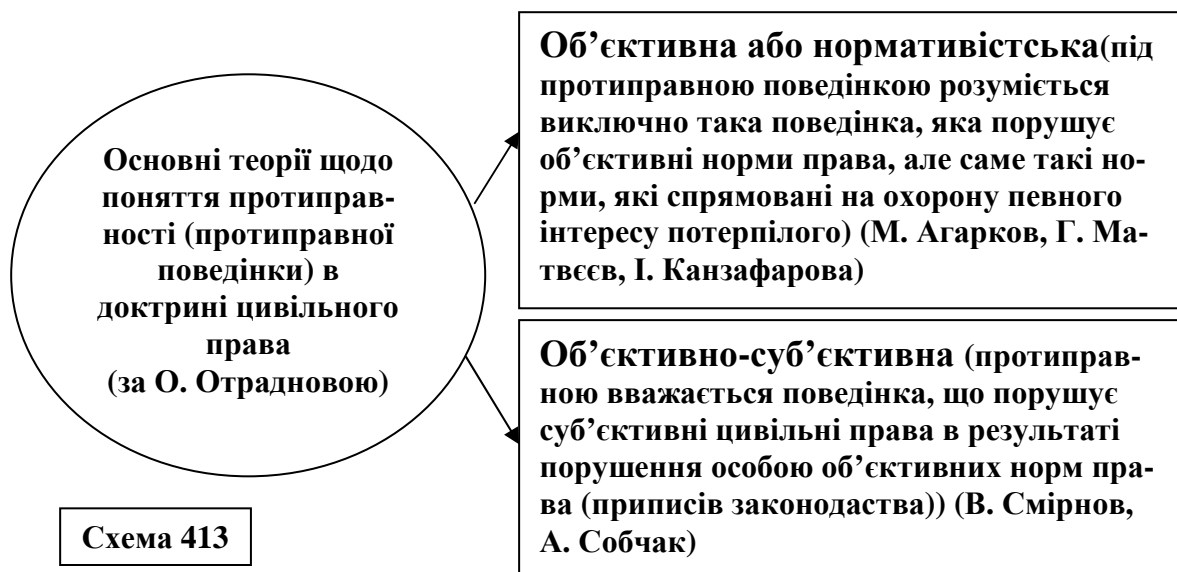 Основні теорії щодо
поняття протиправ-
ності (протиправної
поведінки) в
доктрині цивільного
права
(за О. Отрадновою)
Об’єктивна або нормативістська(під
протиправною поведінкою розуміється
виключно така поведінка, яка порушує
об’єктивні норми права, але саме такі но-
рми, які спрямовані на охорону певного
інтересу потерпілого) (М. Агарков, Г. Ма-
твєєв, І. Канзафарова)
Об’єктивно-суб’єктивна (протиправ-
ною вважається поведінка, що порушує
суб’єктивні цивільні права в результаті
порушення особою об’єктивних норм пра-
ва (приписів законодаства)) (В. Смірнов,
А. Собчак)
Схема 413